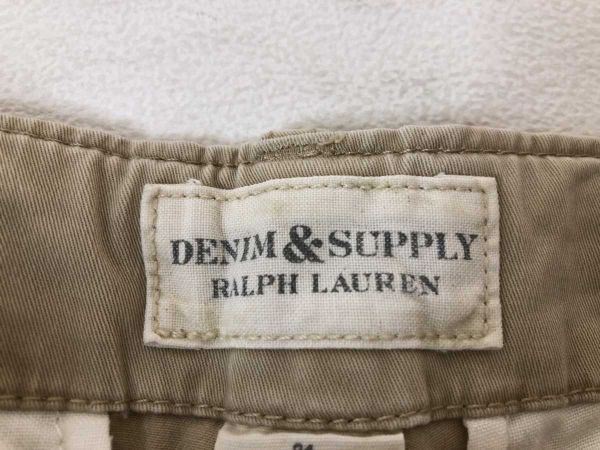 DENIM & SUPPLY
RALPH LAUREN